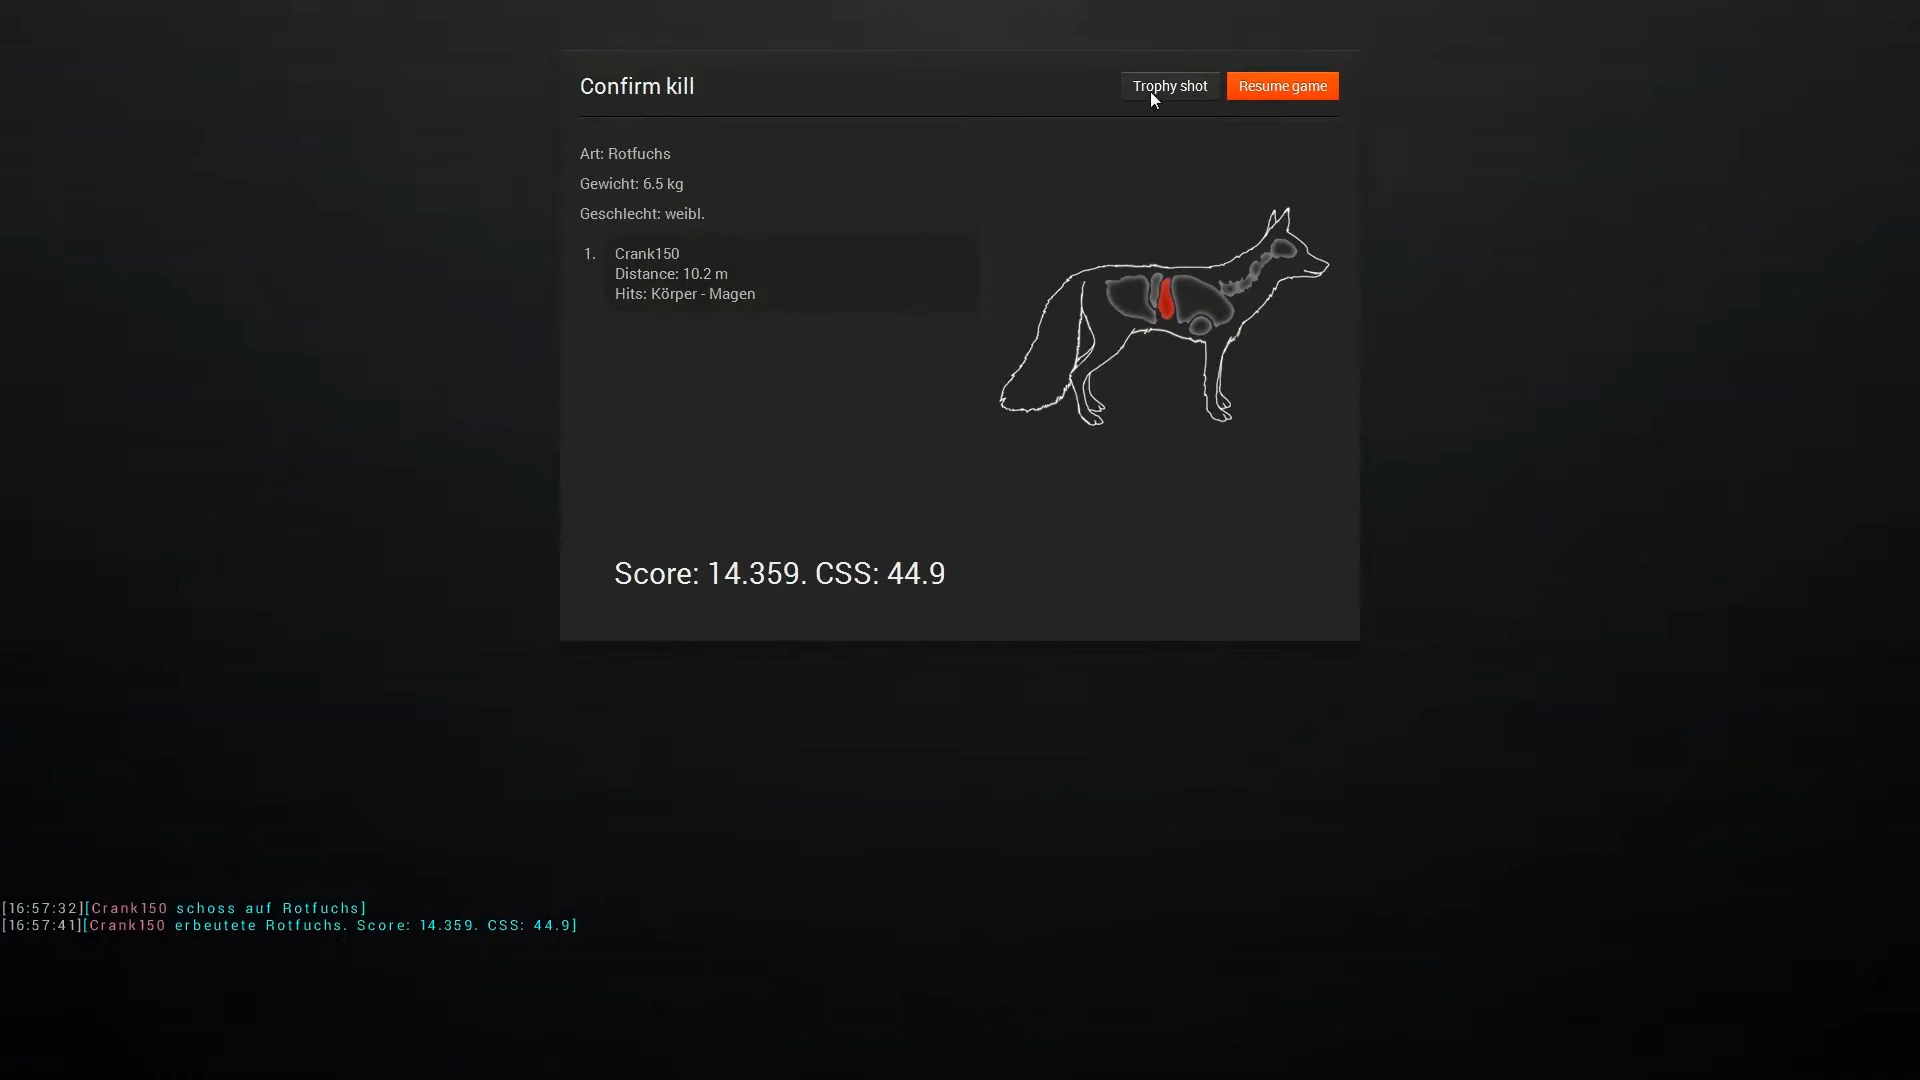 Confirm kill
Trophy shot
Resume game
Art: Rotfuchs
Gewicht: 6.5 kg
Geschlecht: weibl.
1. Crank150
Distance: 10.2 m
Hits: Körper - Magen
Score: 14.359. CSS: 44.9
[16:57:32][Crank150 schoss auf Rotfuchs]
[16:57:41][Crank150 erbeutete Rotfuchs. Score: 14.359. CSS: 44.9]